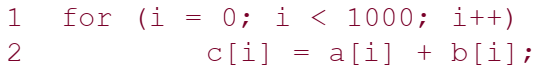 1 for (i = 0; i < 1000; i++)
2 c[i] = a[i] + b[i];